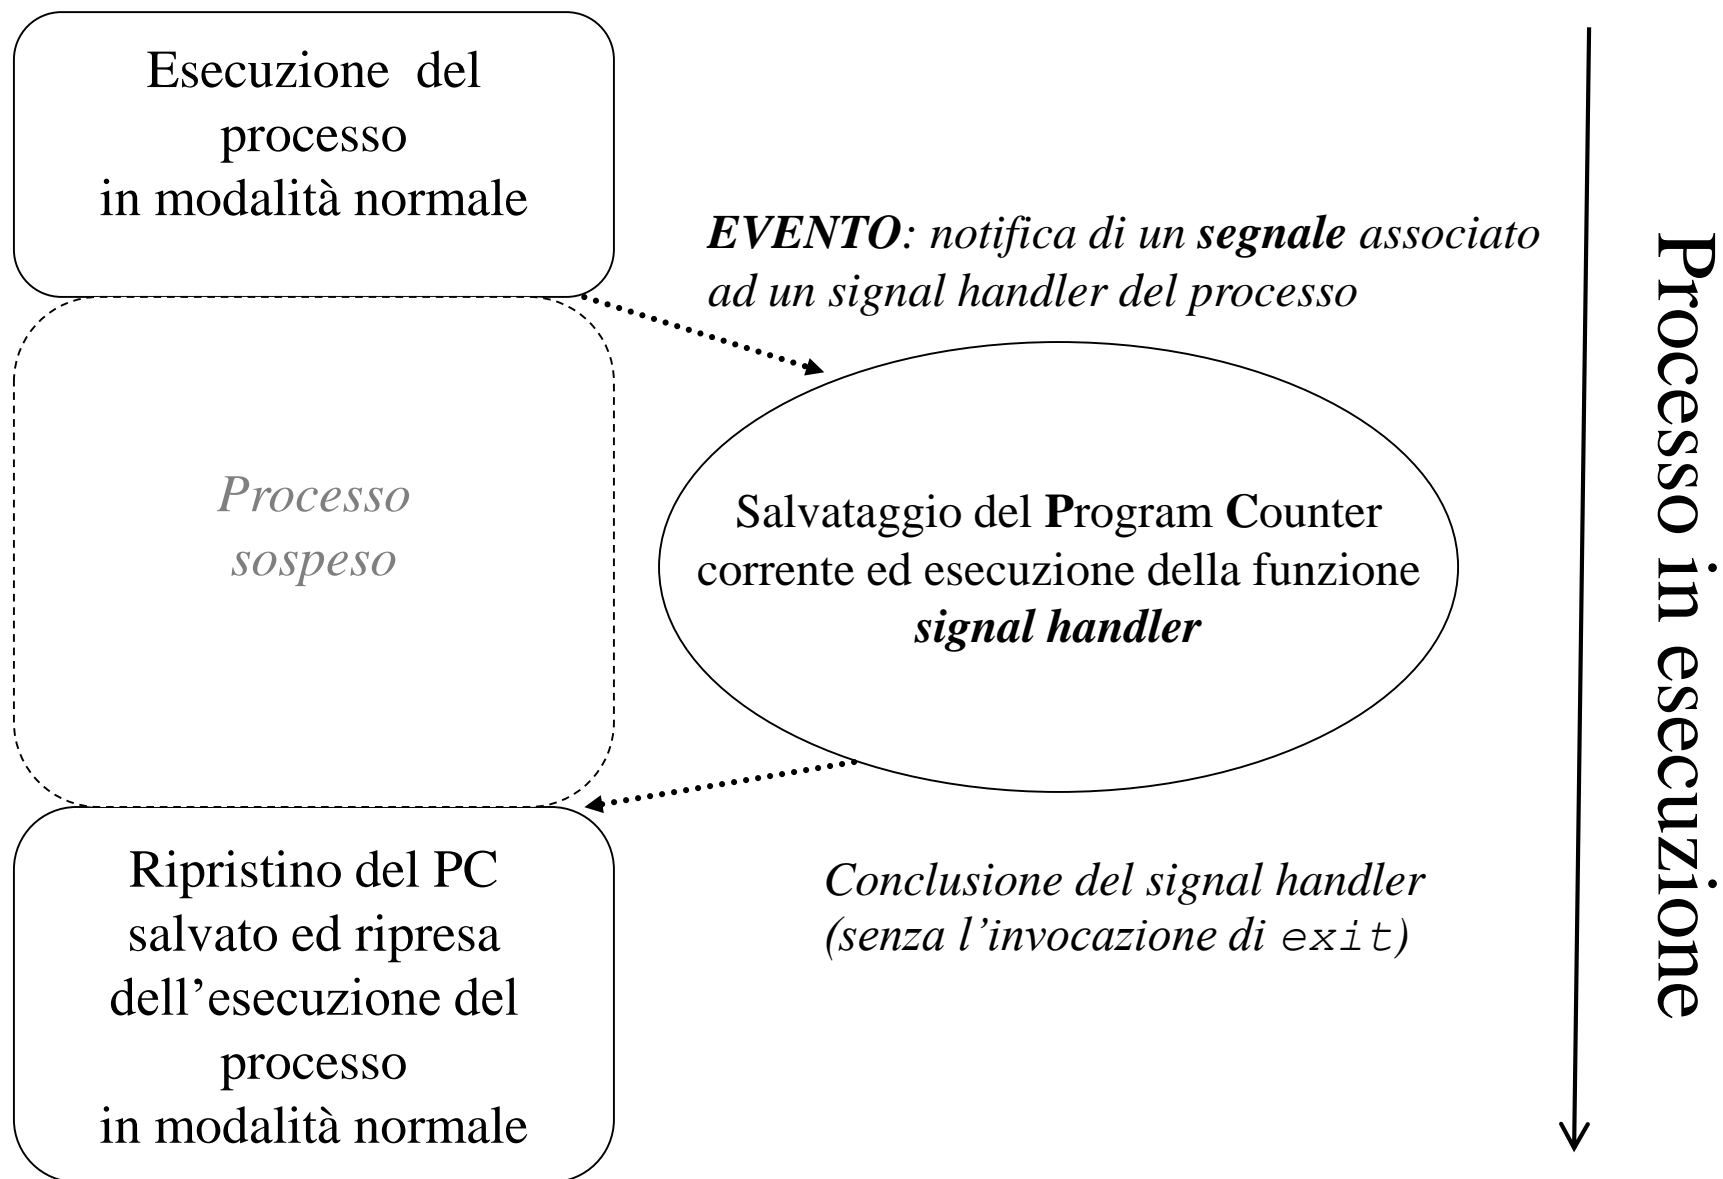 Esecuzione del
processo
in modalità normale
EVENTO: notifica di un segnale associato
ad un signal handler del processo
Processo
sospeso
Salvataggio del Program Counter
corrente ed esecuzione della funzione
signal handler
Ripristino del PC
salvato ed ripresa
dell’esecuzione del
processo
in modalità normale
Conclusione del signal handler
(senza l’invocazione di exit)
Processo in esecuzione